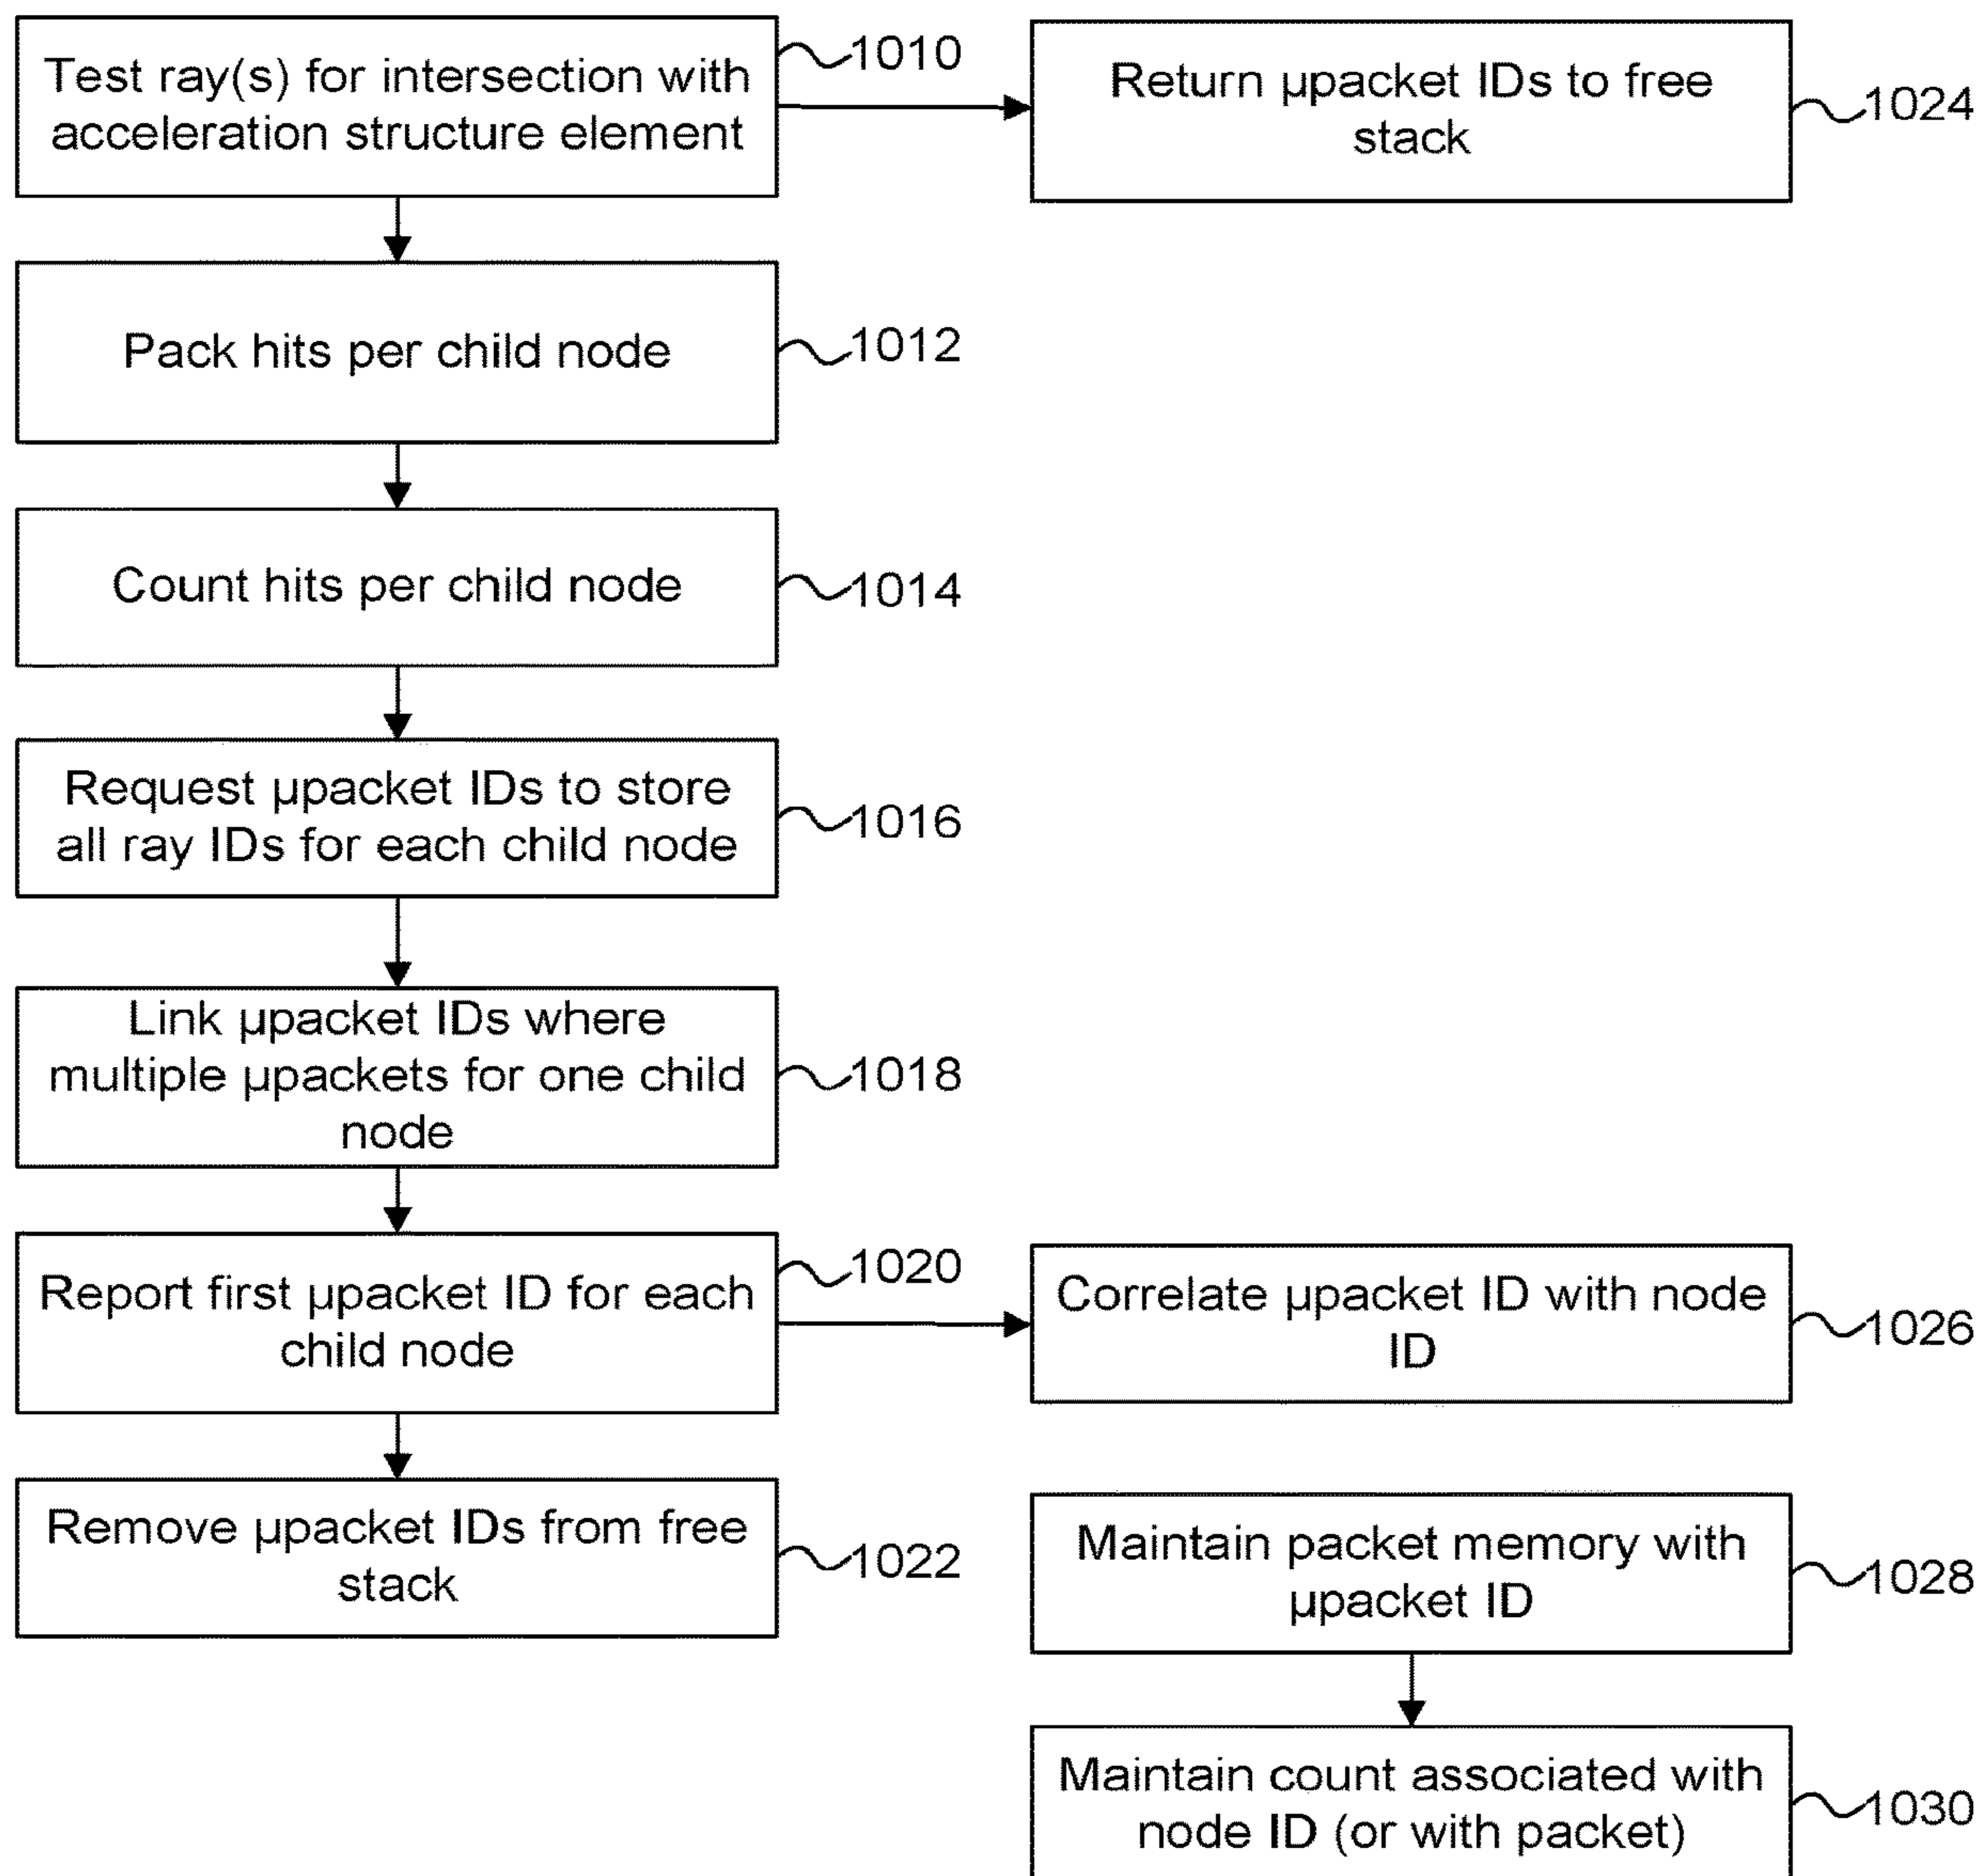 Test ray(s) for intersection with
acceleration structure element
1010
Return µpacket IDs to free
stack
1024
Pack hits per child node
1012
Count hits per child node
1014
Request µpacket IDs to store
all ray IDs for each child node
1016
Link µpacket IDs where
multiple µpackets for one child
node
1018
Report first µpacket ID for each
child node
1020
Correlate µpacket ID with node
ID
1026
Remove µpacket IDs from free
stack
1022
Maintain packet memory with
µpacket ID
1028
Maintain count associated with
node ID (or with packet)
1030